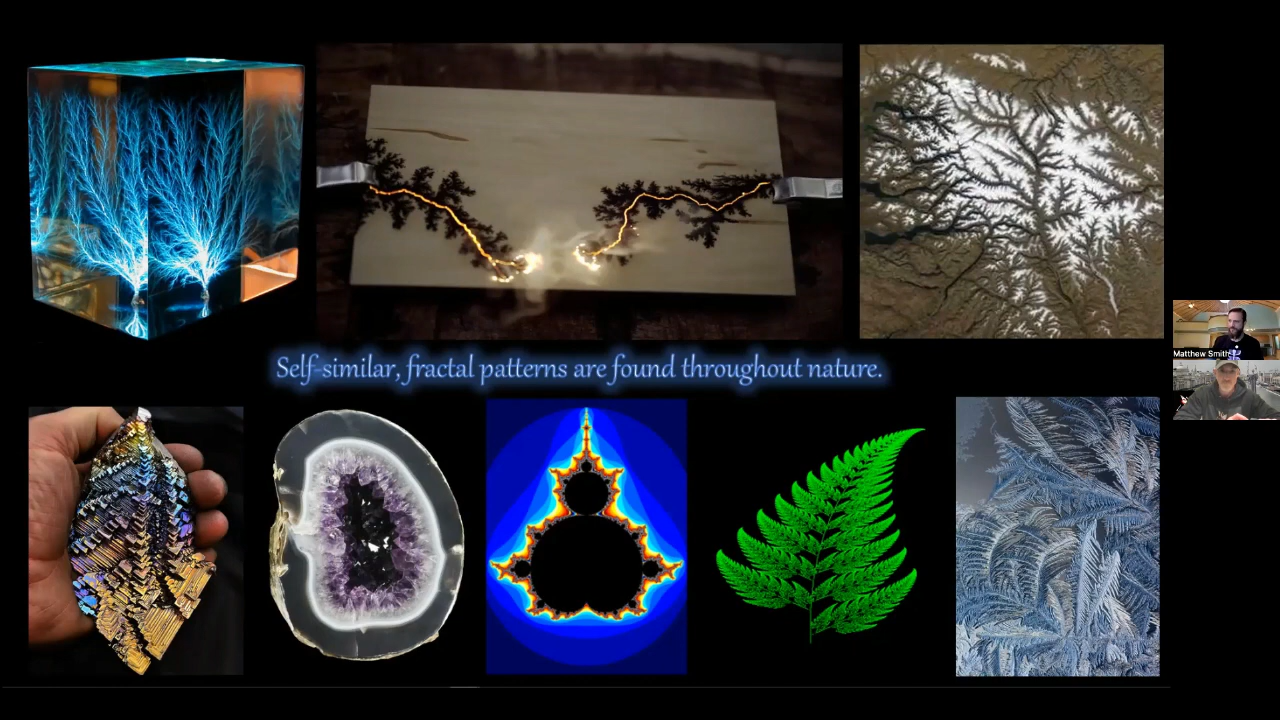 Self-similar, fractal patterns are found throughout nature.
Matthew Smith